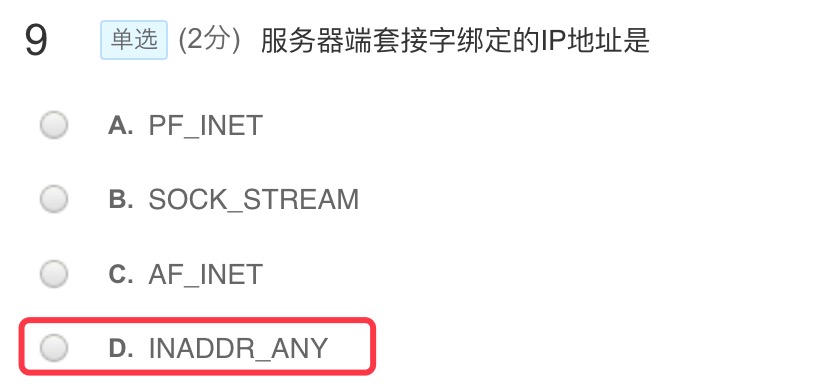 9 单选 (2分) 服务器端套接字绑定的IP地址是
A. PF_INET
B. SOCK_STREAM
C. AF_INET
D. INADDR_ANY